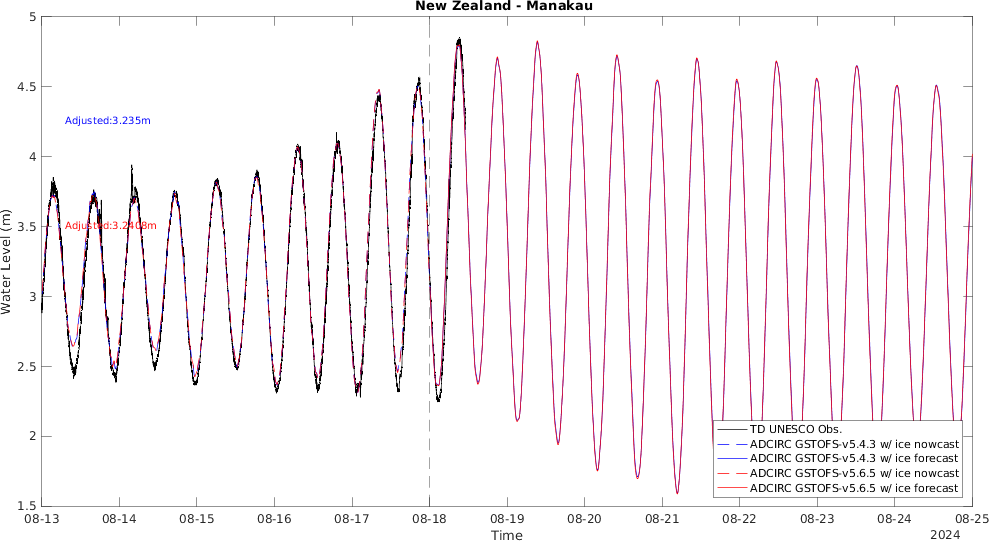 New Zealand - Manakau
5
4.5
4
3.5
3
2.5
2
1.5
Water Level (m)
Adjusted:3.235m
Adjusted:3.2408m
TD UNESCO Obs.
ADCIRC GSTOFS-v5.4.3 w/ ice nowcast
ADCIRC GSTOFS-v5.4.3 w/ ice forecast
ADCIRC GSTOFS-v5.6.5 w/ ice nowcast
ADCIRC GSTOFS-v5.6.5 w/ ice forecast
08-13 08-14 08-15 08-16 08-17 08-18 08-19 08-20 08-21 08-22 08-23 08-24 08-25
Time
2024